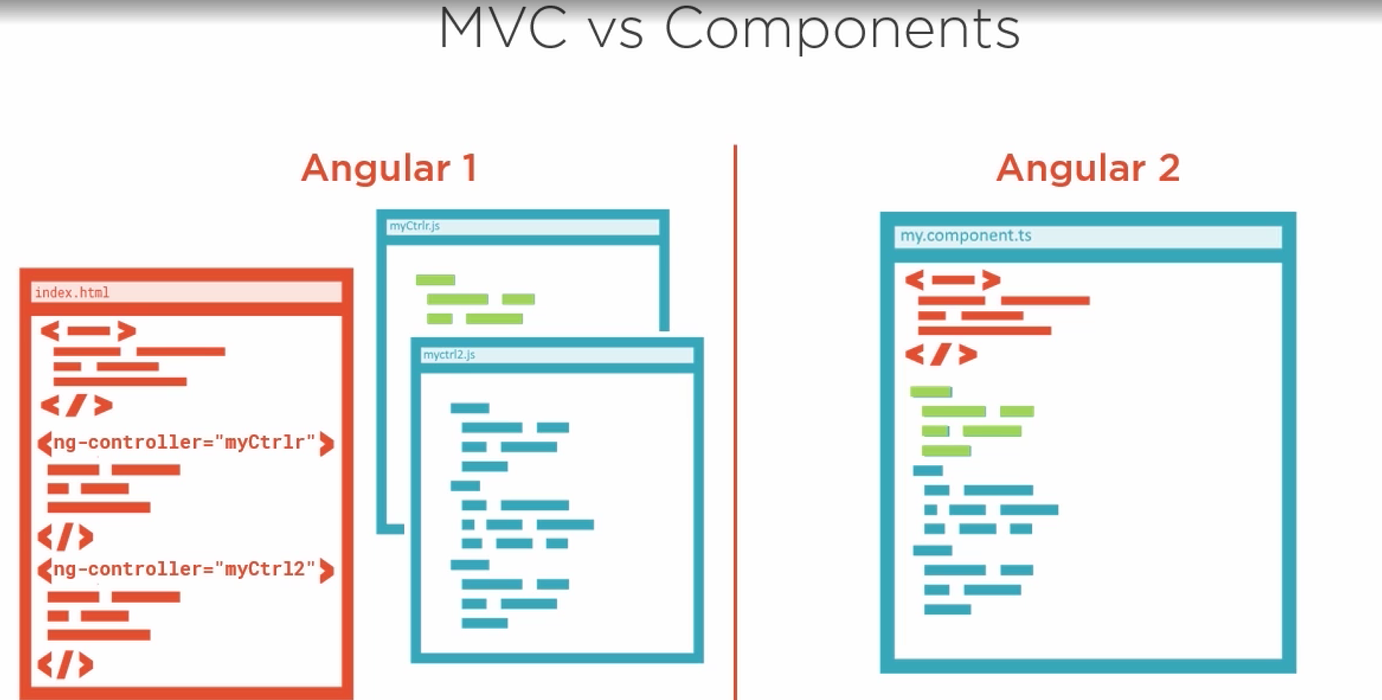 MVC vs Components
Angular 1
index.html
<ng-controller="myCtrlr">
</>
<ng-controller="myCtrl2">
</>
myCtrlr.js
myctrl2.js
Angular 2
my.component.ts
</>